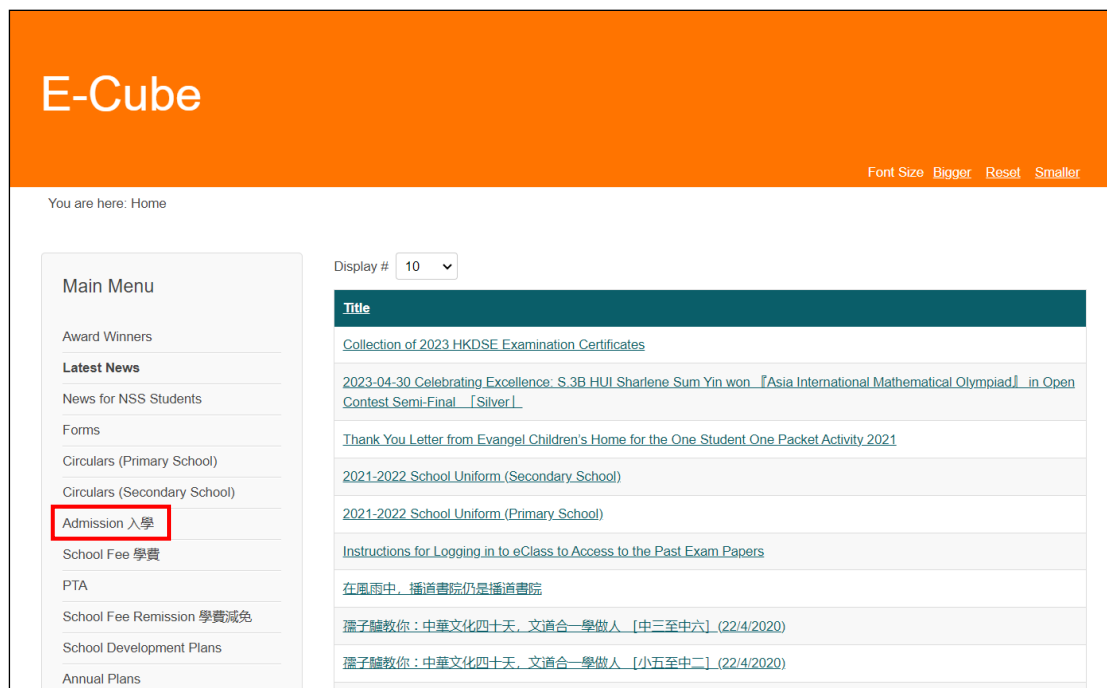 E-Cube
Font Size Bigger Reset Smaller
You are here: Home
Main Menu
Award Winners
Latest News
News for NSS Students
Forms
Circulars (Primary School)
Circulars (Secondary School)
Admission 入學
School Fee 學費
PTA
School Fee Remission 學費減免
School Development Plans
Annual Plans
Display # 10
Title
Collection of 2023 HKDSE Examination Certificates
2023-04-30 Celebrating Excellence: S.3B HUI Sharlene Sum Yin won 『Asia International Mathematical Olympiad』 in Open
Contest Semi-Final 「Silver」
Thank You Letter from Evangel Children's Home for the One Student One Packet Activity 2021
2021-2022 School Uniform (Secondary School)
2021-2022 School Uniform (Primary School)
Instructions for Logging in to eClass to Access to the Past Exam Papers
在風雨中，播道書院仍是播道書院
孺子驢教你：中華文化四十天，文道合一學做人 [中三至中六] (22/4/2020)
孺子驢教你：中華文化四十天，文道合一學做人 [小五至中二] (22/4/2020)